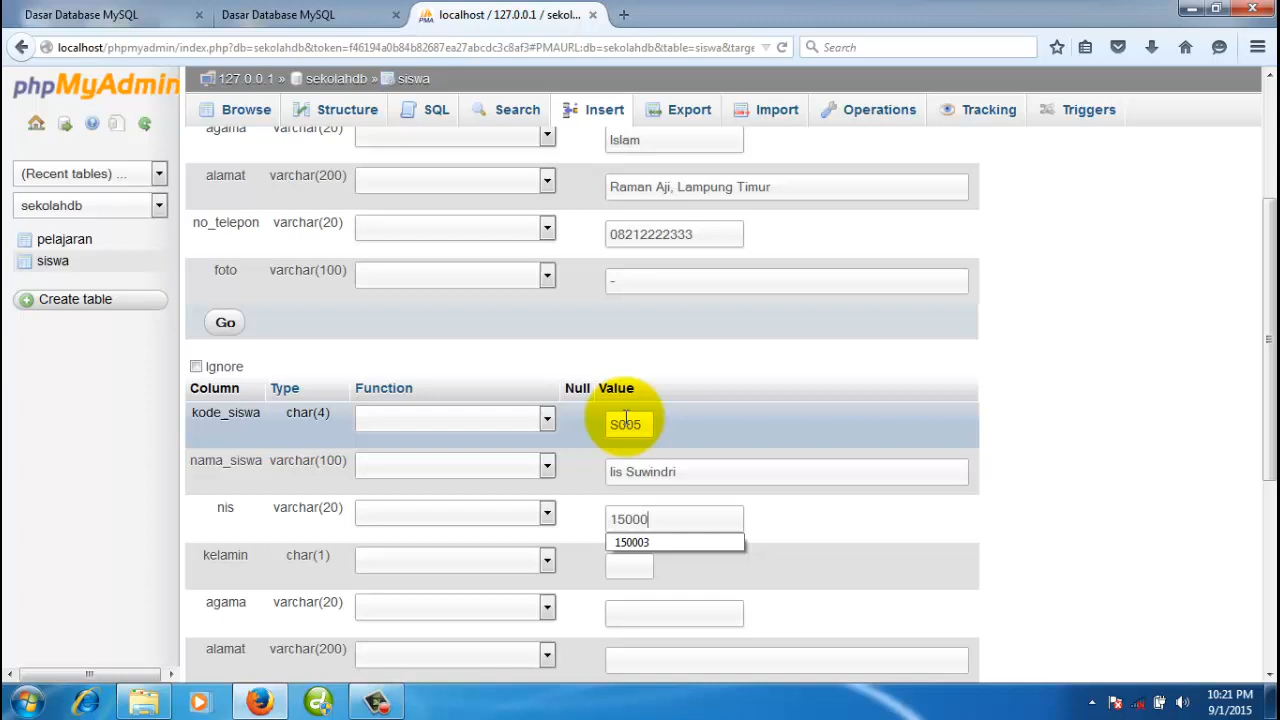 Dasar Database MySQL × Dasar Database MySQL × localhost / 127.0.0.1 / sekol... ×
localhost/phpmyadmin/index.php?db=sekolahdb&token=f46194a0b84b82687ea27abcdc3c8af3#PMAURL:db=sekolahdb&table=siswa&targe Search
phpMyAdmin
127.0.0.1 » sekolahdb » siswa
Browse Structure SQL Search Insert Export Import Operations Tracking Triggers
(Recent tables) ...
sekolahdb
pelajaran
siswa
Create table
agama varchar(20) Islam
alamat varchar(200) Raman Aji, Lampung Timur
no_telepon varchar(20) 08212222333
foto varchar(100) -
Go
Ignore
Column Type Function Null Value
kode_siswa char(4) S005
nama_siswa varchar(100) Iis Suwindri
nis varchar(20) 15000
150003
kelamin char(1)
agama varchar(20)
alamat varchar(200)
10:21 PM
9/1/2015